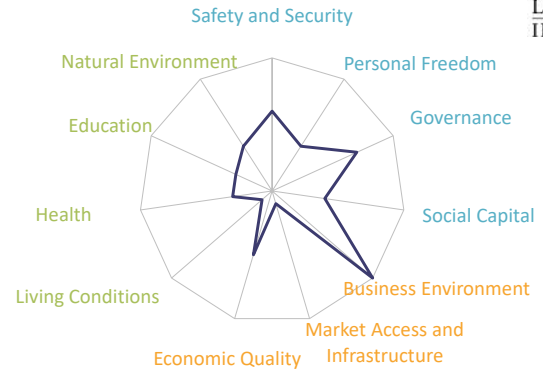 Safety and Security
Natural Environment
Personal Freedom
Education
Governance
Health
Social Capital
Living Conditions
Business Environment
Market Access and
Infrastructure
Economic Quality